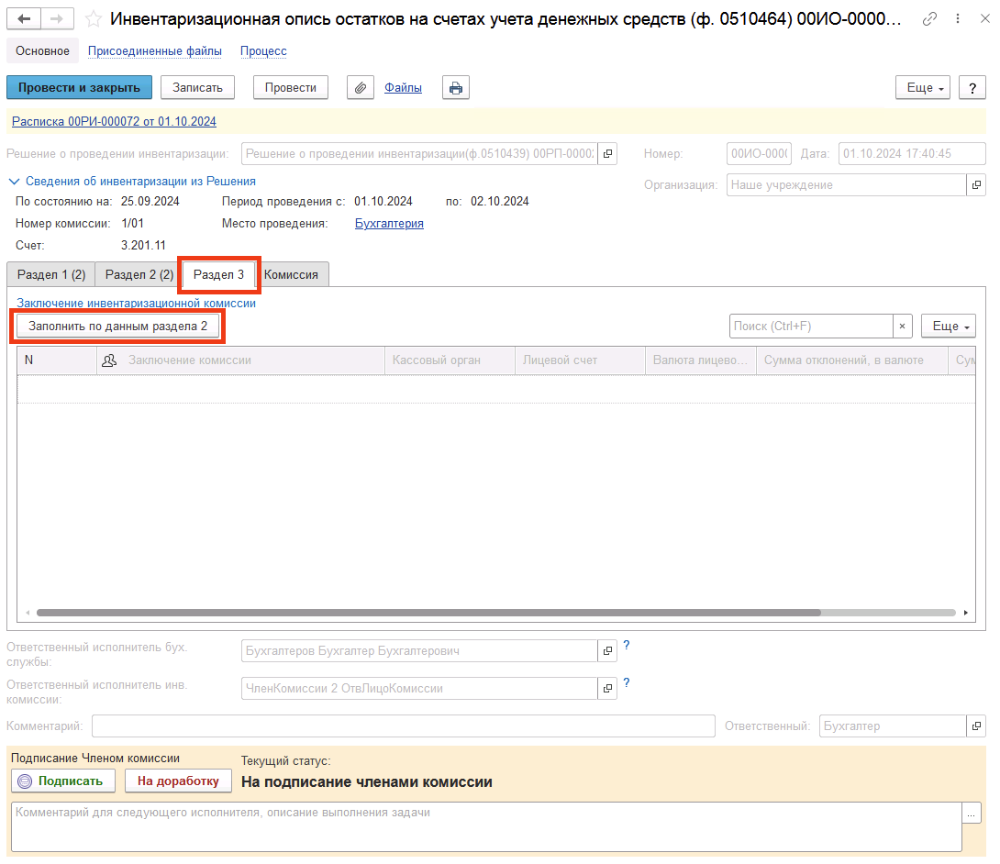 Инвентаризационная опись остатков на счетах учета денежных средств (ф. 0510464) 00ИО-0000...
Основное Присоединенные файлы Процесс
Провести и закрыть Записать Провести Файлы Еще ?
Расписка 00РИ-000072 от 01.10.2024
Решение о проведении инвентаризации: Решение о проведении инвентаризации(ф.0510439) 00РП-0000 Номер: 00ИО-000 Дата: 01.10.2024 17:40:45
Сведения об инвентаризации из Решения
Организация: Наше учреждение
По состоянию на: 25.09.2024 Период проведения с: 01.10.2024 по: 02.10.2024
Номер комиссии: 1/01 Место проведения: Бухгалтерия
Счет: 3.201.11
Раздел 1 (2) Раздел 2 (2) Раздел 3 Комиссия
Заключение инвентаризационной комиссии
Заполнить по данным раздела 2 Поиск (Ctrl+F) × Еще
N Заключение комиссии Кассовый орган Лицевой счет Валюта лицево... Сумма отклонений, в валюте Сум
Ответственный исполнитель бух.
службы: Бухгалтеров Бухгалтер Бухгалтерович ?
Ответственный исполнитель инв.
комиссии: ЧленКомиссии 2 ОтвЛицоКомиссии ?
Комментарий: Ответственный: Бухгалтер
Подписание Членом комиссии Текущий статус:
Подписать На доработку На подписание членами комиссии
Комментарий для следующего исполнителя, описание выполнения задачи ...